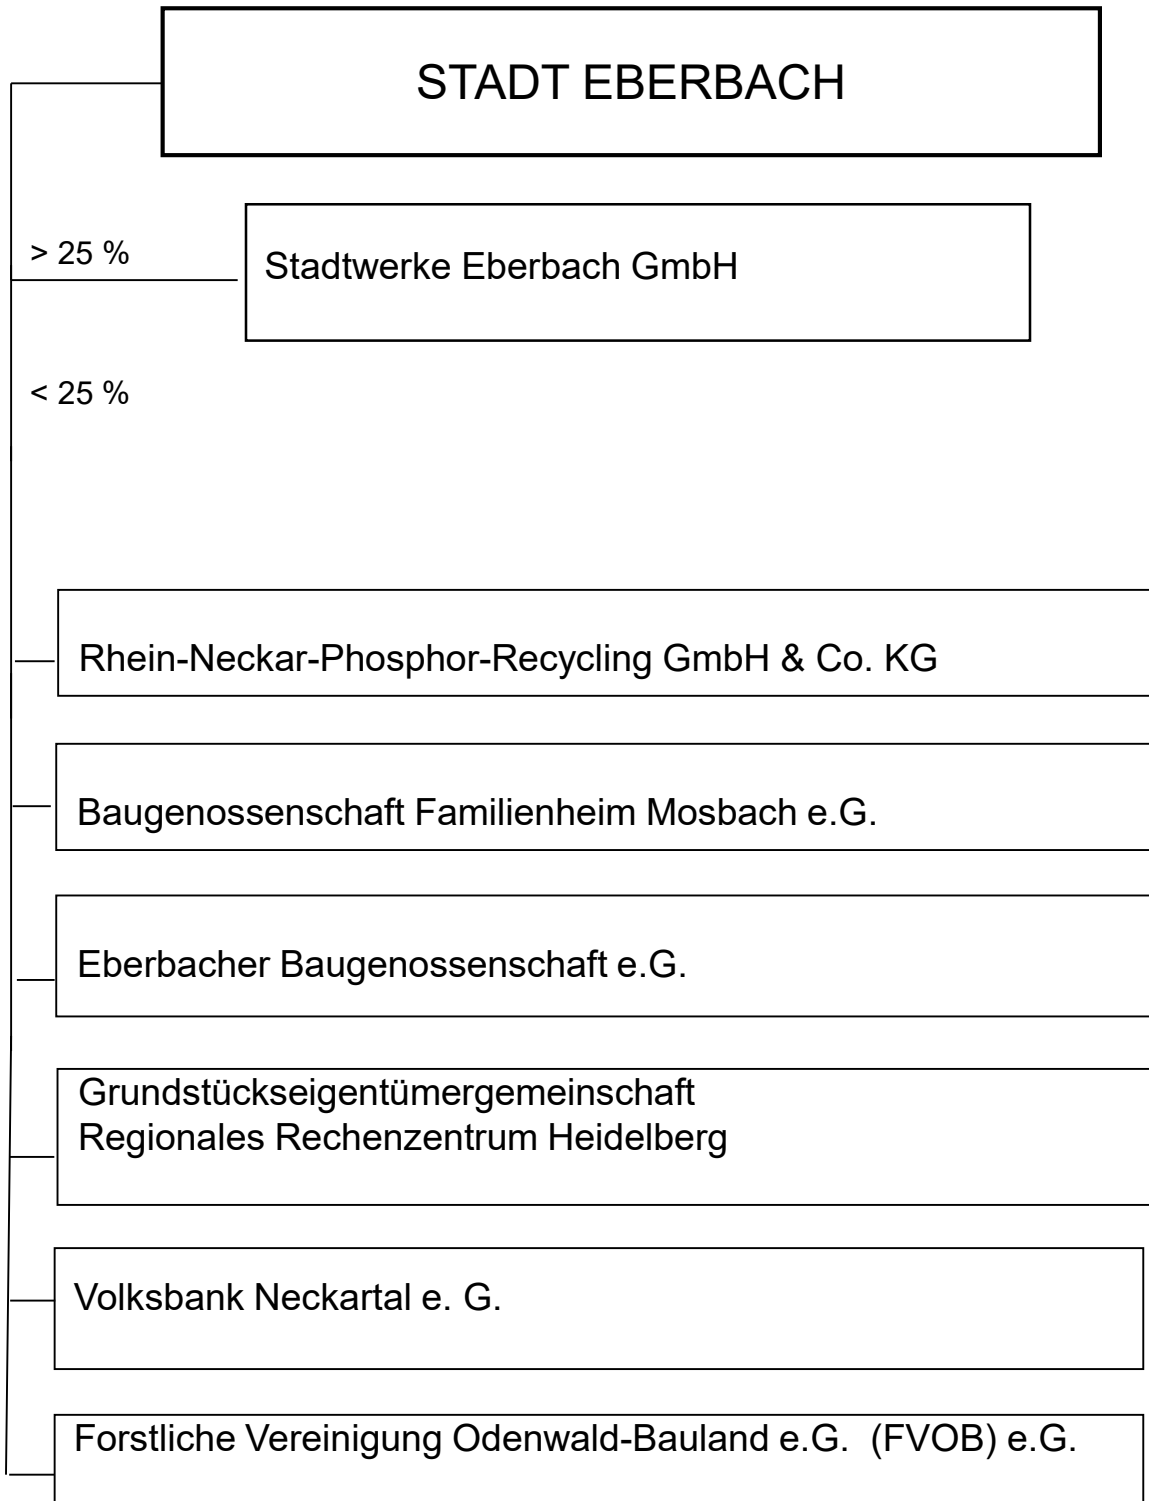 STADT EBERBACH
> 25 %
Stadtwerke Eberbach GmbH
< 25 %
Rhein-Neckar-Phosphor-Recycling GmbH & Co. KG
Baugenossenschaft Familienheim Mosbach e.G.
Eberbacher Baugenossenschaft e.G.
Grundstückseigentümergemeinschaft
Regionales Rechenzentrum Heidelberg
Volksbank Neckartal e. G.
Forstliche Vereinigung Odenwald-Bauland e.G.  (FVOB) e.G.